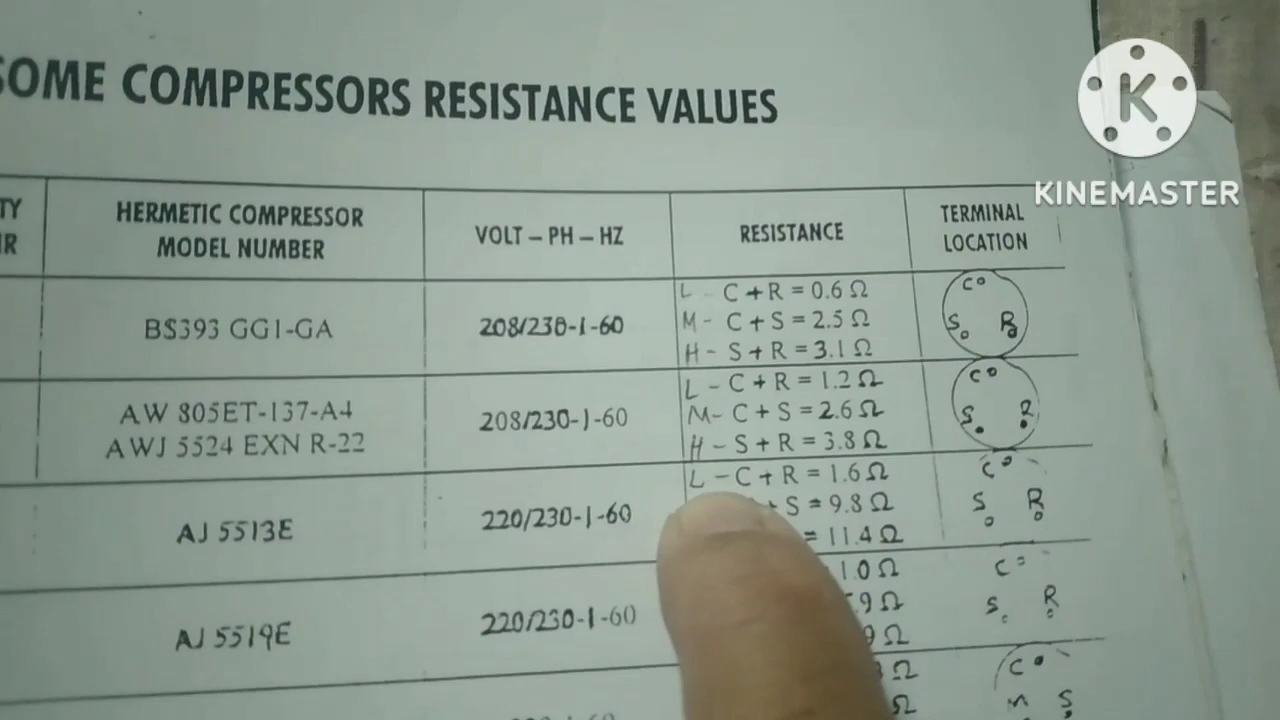 SOME COMPRESSORS RESISTANCE VALUES
K
KINEMASTER
HERMETIC COMPRESSOR
MODEL NUMBER
VOLT – PH – HZ
RESISTANCE
TERMINAL
LOCATION
BS393 GG1-GA
208/230-1-60
L - C + R = 0.6 Ω
M - C + S = 2.5 Ω
H - S + R = 3.1 Ω
C
S R
AW 805ET-137-A4
AWJ 5524 EXN R-22
208/230-1-60
L - C + R = 1.2 Ω
M - C + S = 2.6 Ω
H - S + R = 3.8 Ω
C
S R
AJ 5513E
220/230-1-60
L - C + R = 1.6 Ω
+ S = 9.8 Ω
= 11.4 Ω
C
S R
AJ 5519E
220/230-1-60
1.0 Ω
9 Ω
9 Ω
C
S R
Ω
Ω
C
S